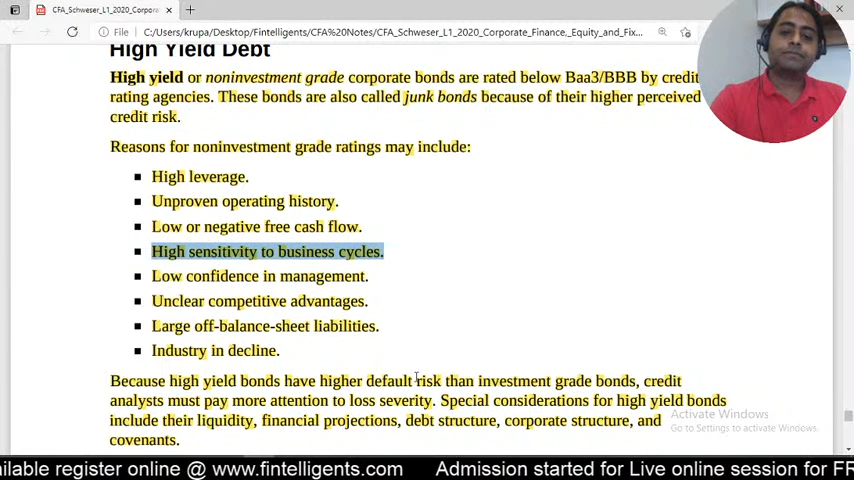 CFA_Schweser_L1_2020_Corporat
C:/Users/krupa/Desktop/Fintelligents/CFA%20Notes/CFA_Schweser_L1_2020_Corporate_Finance,_Equity_and_Fix...
High Yield Debt
High yield or noninvestment grade corporate bonds are rated below Baa3/BBB by credit
rating agencies. These bonds are also called junk bonds because of their higher perceived
credit risk.
Reasons for noninvestment grade ratings may include:
■ High leverage.
■ Unproven operating history.
■ Low or negative free cash flow.
■ High sensitivity to business cycles.
■ Low confidence in management.
■ Unclear competitive advantages.
■ Large off-balance-sheet liabilities.
■ Industry in decline.
Because high yield bonds have higher default risk than investment grade bonds, credit
analysts must pay more attention to loss severity. Special considerations for high yield bonds
include their liquidity, financial projections, debt structure, corporate structure, and
covenants.
Activate Windows
Go to Settings to activate Windows.
ailable register online @ www.fintelligents.com Admission started for Live online session for FR